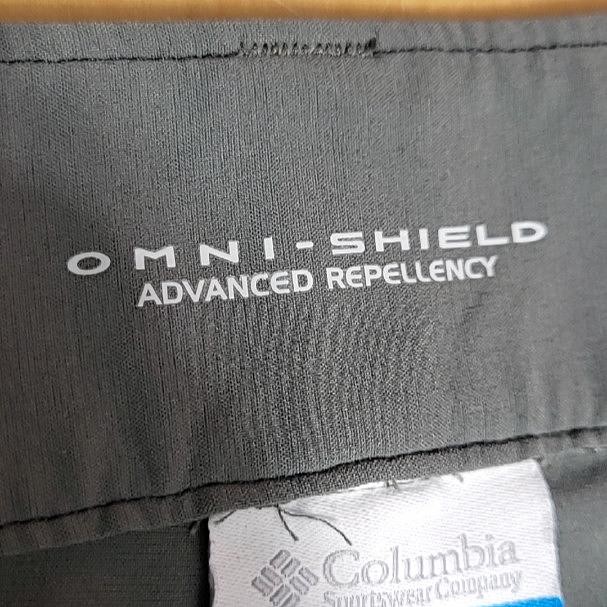 OMNI-SHIELD
ADVANCED REPELLENCY
Columbia
Sportswear Company